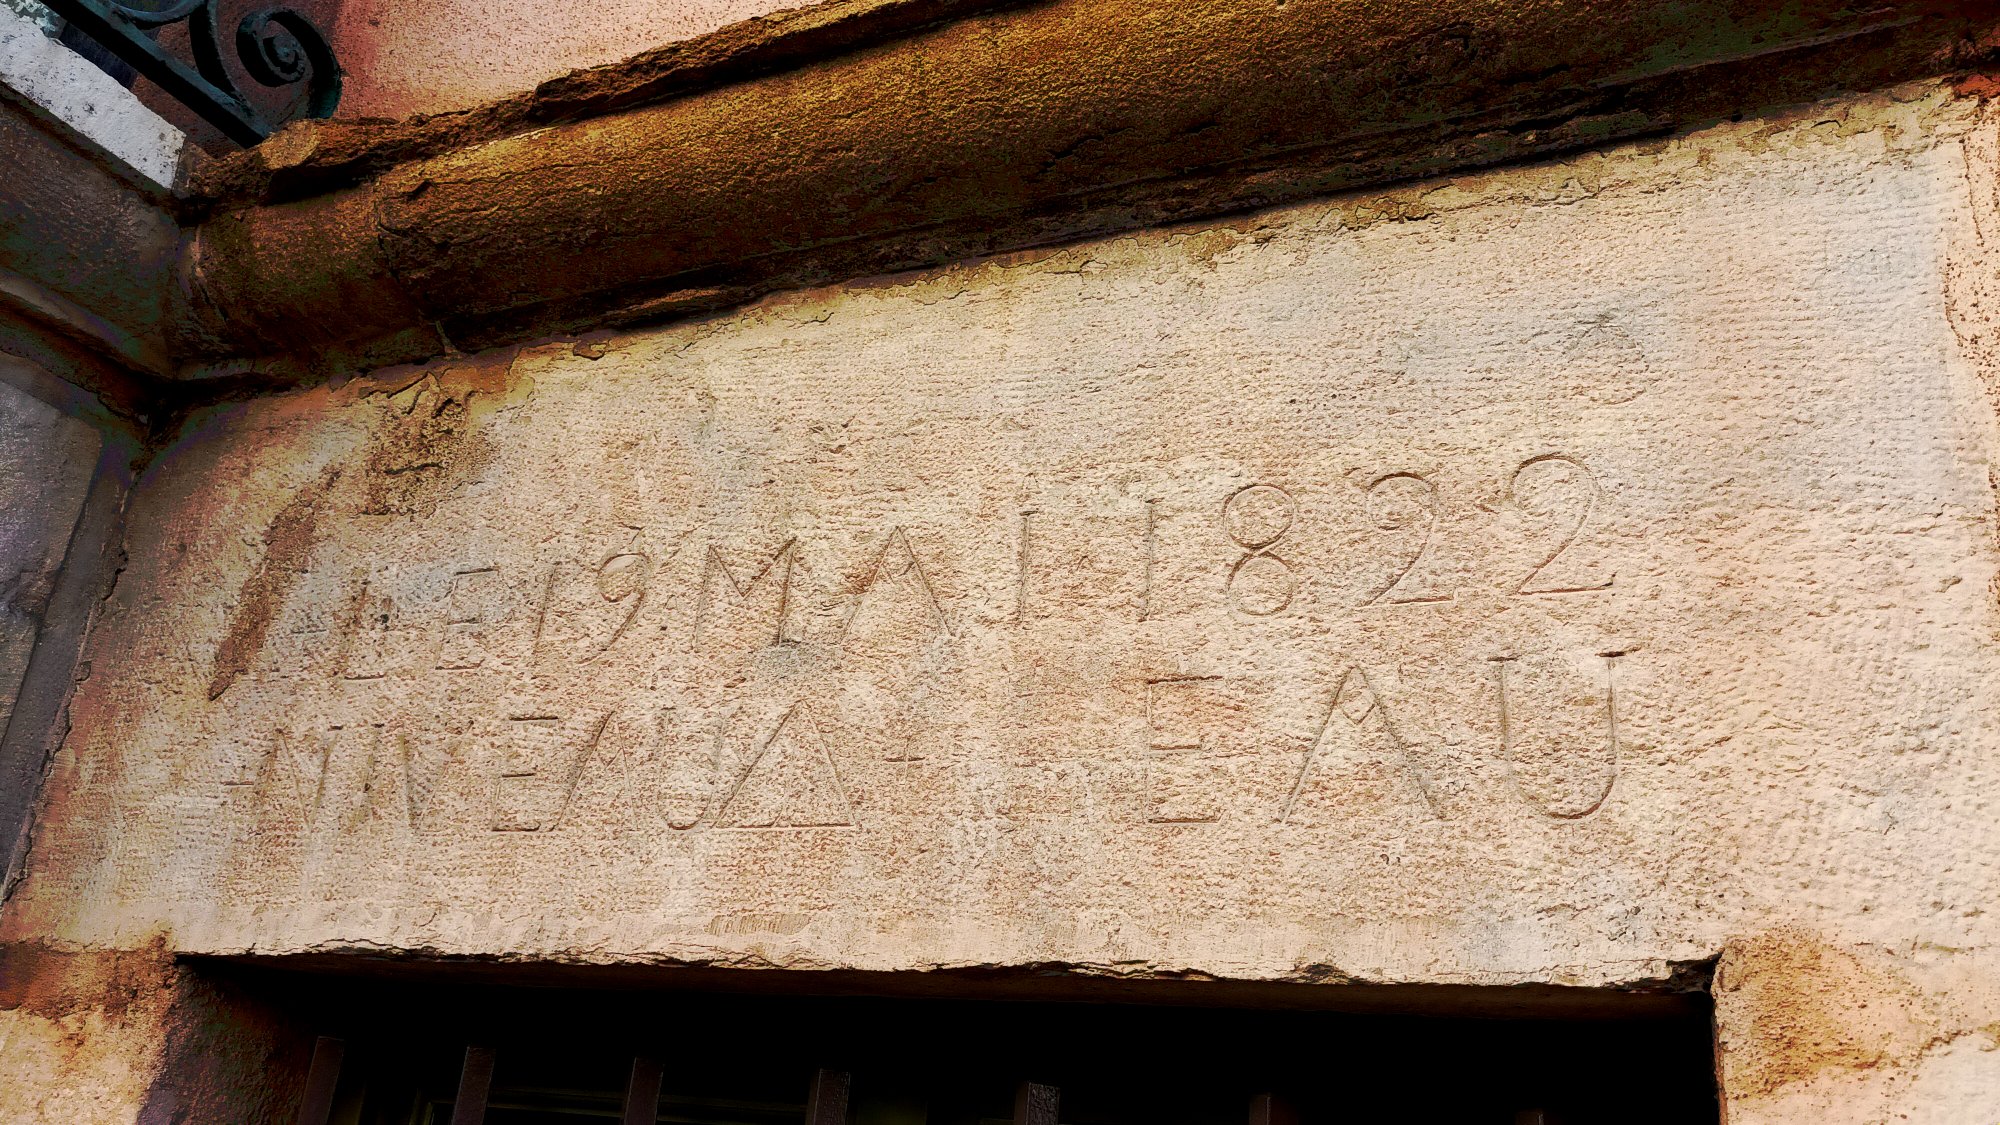 LE 19 MAI · 1822
NIVEAU △ + EAU